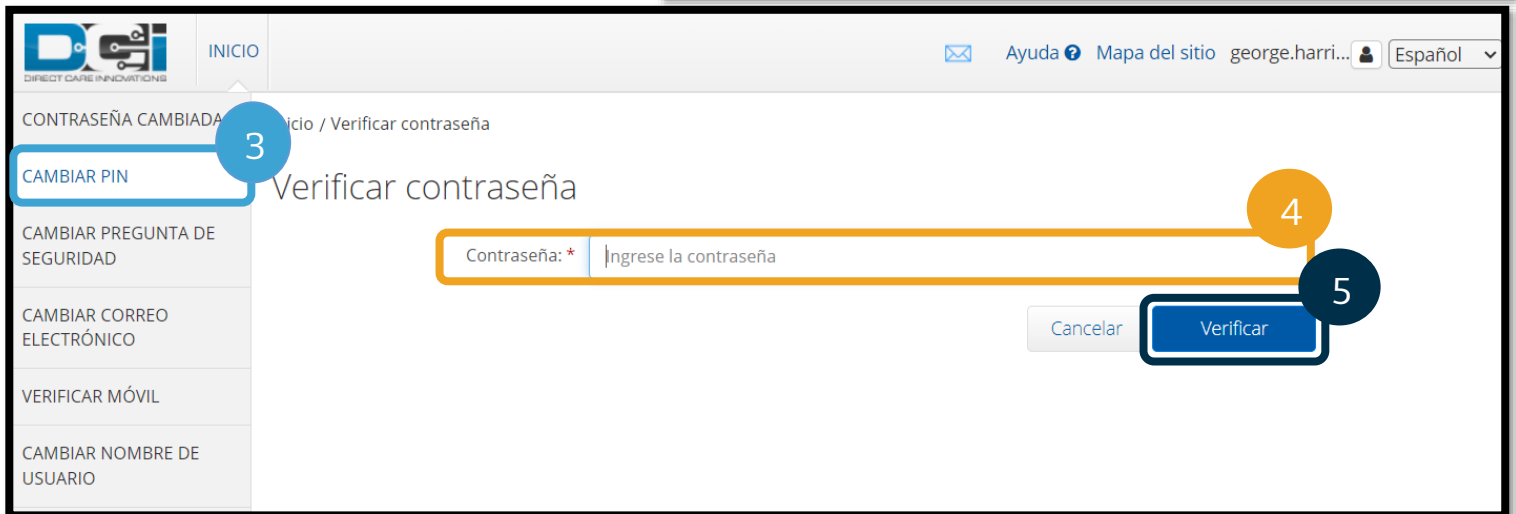 DCI
DIRECT CARE INNOVATIONS
INICIO
Ayuda ? Mapa del sitio george.harri... Español
CONTRASEÑA CAMBIADA
CAMBIAR PIN
CAMBIAR PREGUNTA DE
SEGURIDAD
CAMBIAR CORREO
ELECTRÓNICO
VERIFICAR MÓVIL
CAMBIAR NOMBRE DE
USUARIO
3
icio / Verificar contraseña
Verificar contraseña
4
Contraseña: * Ingrese la contraseña
5
Cancelar Verificar